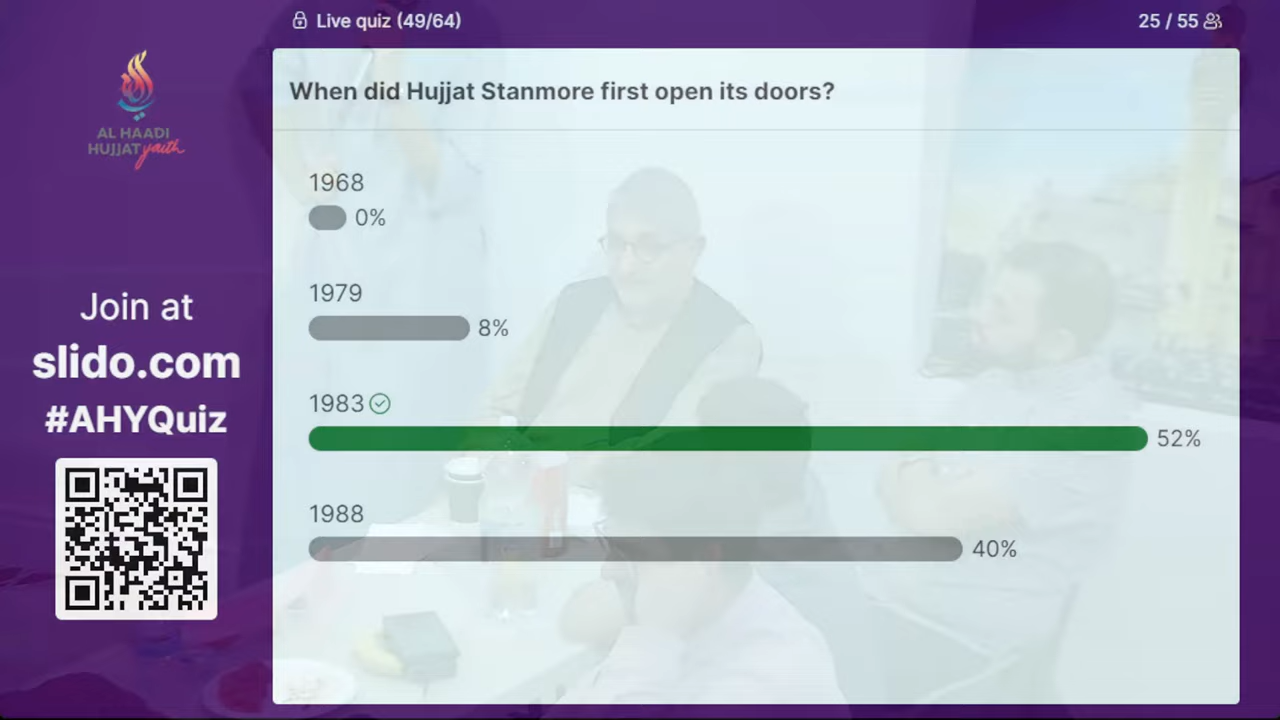 Live quiz (49/64)
25 / 55
AL HAADI
HUJJAT youth
When did Hujjat Stanmore first open its doors?
1968
0%
1979
8%
1983
52%
1988
40%
Join at
slido.com
#AHYQuiz